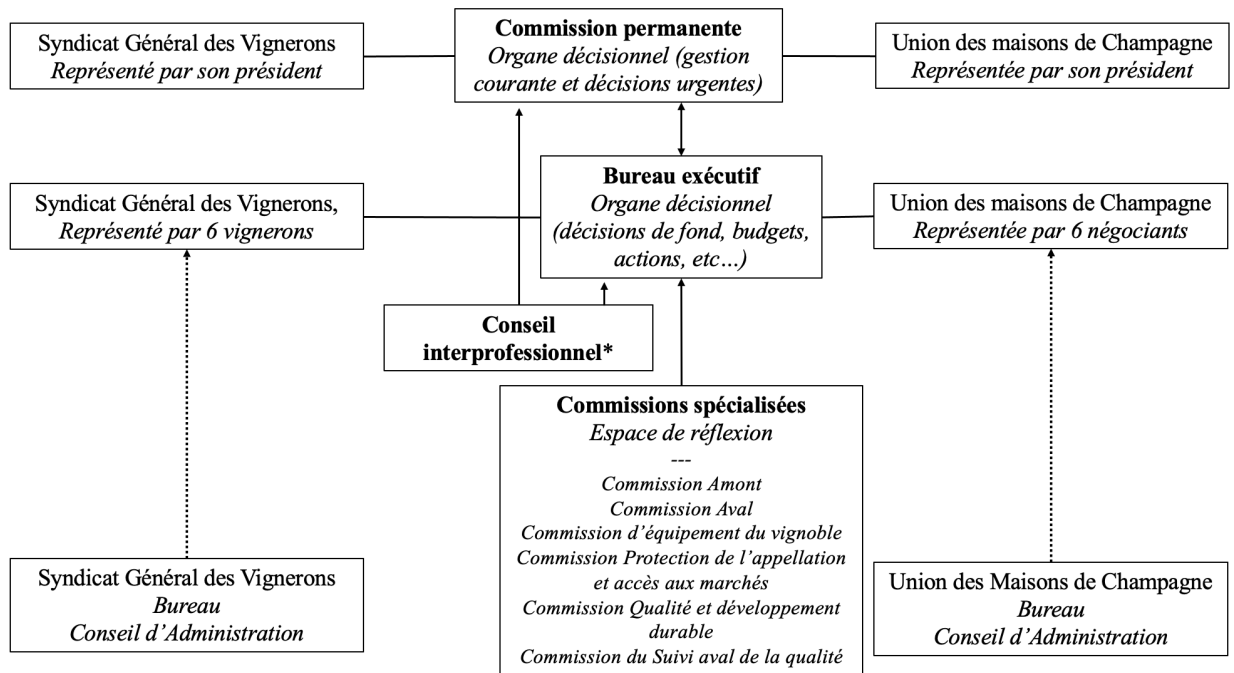 Commission permanente
Organe décisionnel (gestion
courante et décisions urgentes)
Syndicat Général des Vignerons
Représenté par son président
Union des maisons de Champagne
Représentée par son président
Bureau exécutif
Organe décisionnel
(décisions de fond, budgets,
actions, etc…)
Syndicat Général des Vignerons,
Représenté par 6 vignerons
Union des maisons de Champagne
Représentée par 6 négociants
Conseil
interprofessionnel*
Commissions spécialisées
Espace de réflexion
---
Commission Amont
Commission Aval
Commission d’équipement du vignoble
Commission Protection de l’appellation
et accès aux marchés
Commission Qualité et développement
durable
Commission du Suivi aval de la qualité
Syndicat Général des Vignerons
Bureau
Conseil d’Administration
Union des Maisons de Champagne
Bureau
Conseil d’Administration